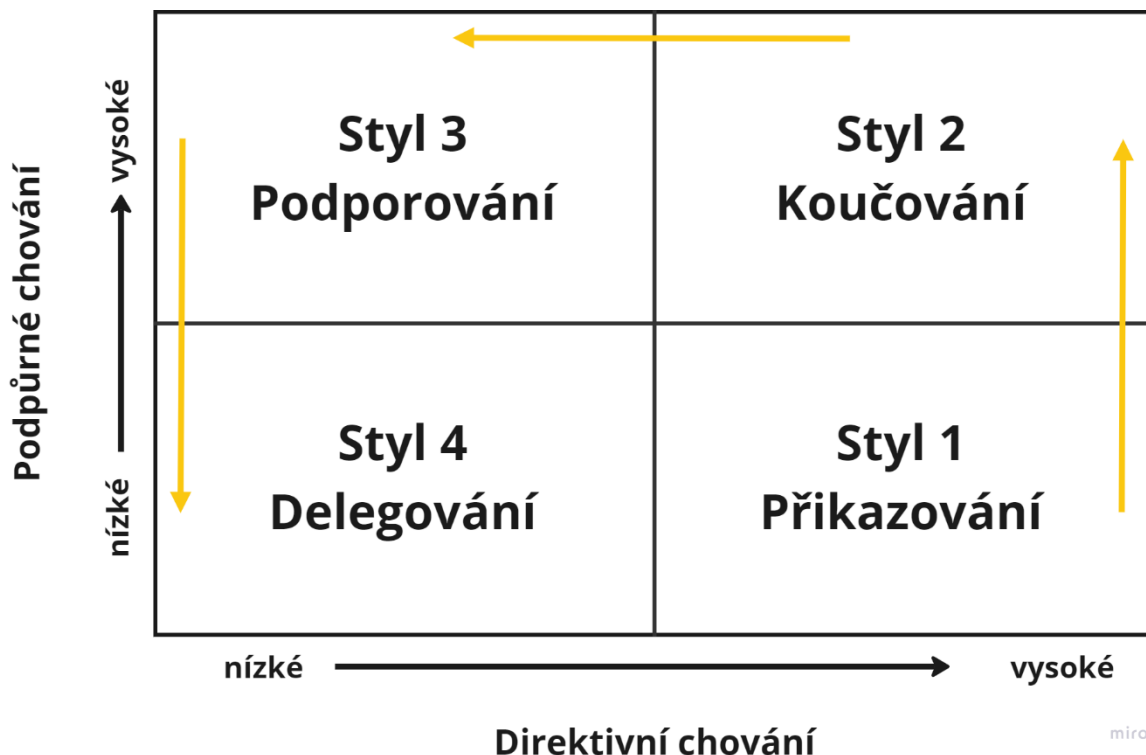 Podpůrné chování
vysoké
nízké
Styl 3
Podporování
Styl 2
Koučování
Styl 4
Delegování
Styl 1
Přikazování
nízké
vysoké
Direktivní chování
miro